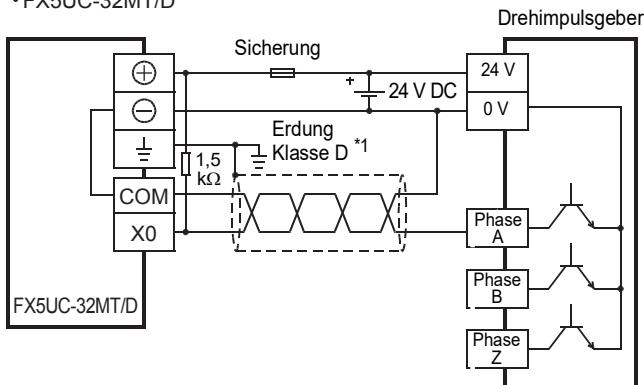 • FX5UC-32MT/D
Drehimpulsgeber
Sicherung
24 V
+
24 V DC
0 V
Erdung
Klasse D *1
1,5
kΩ
COM
X0
Phase
A
Phase
B
Phase
Z
FX5UC-32MT/D